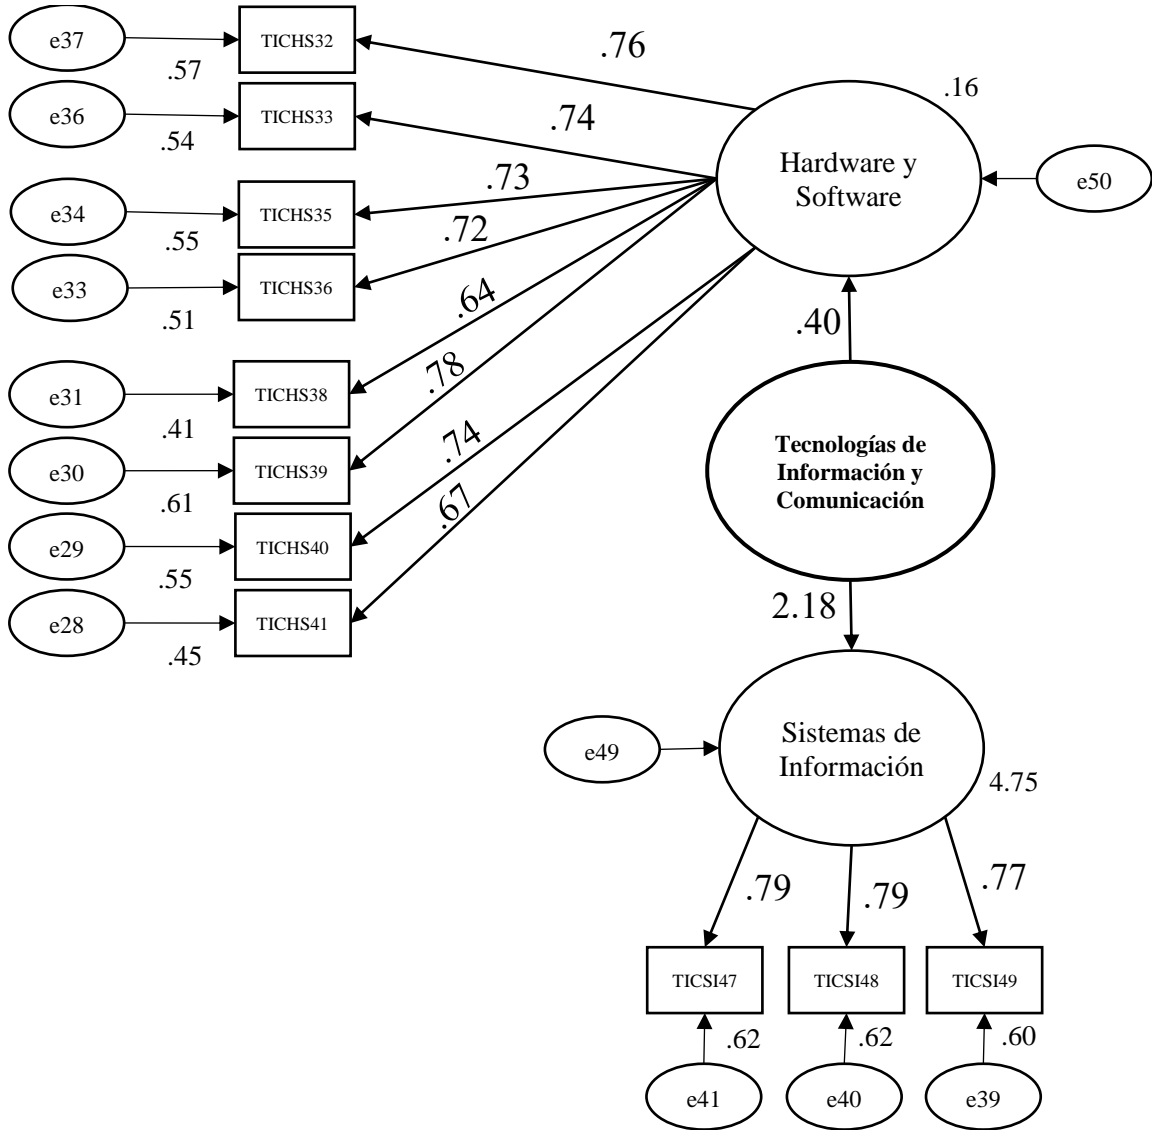 e37
TICHS32
.57
.76
e36
TICHS33
.54
.74
.16
Hardware y
Software
e50
e34
TICHS35
.55
.73
e33
TICHS36
.51
.72
.64
.40
e31
TICHS38
.41
.78
e30
TICHS39
.61
.74
Tecnologías de
Información y
Comunicación
e29
TICHS40
.55
.67
e28
TICHS41
.45
2.18
e49
Sistemas de
Información
4.75
.79
.79
.77
TICSI47
TICSI48
TICSI49
.62
.62
.60
e41
e40
e39